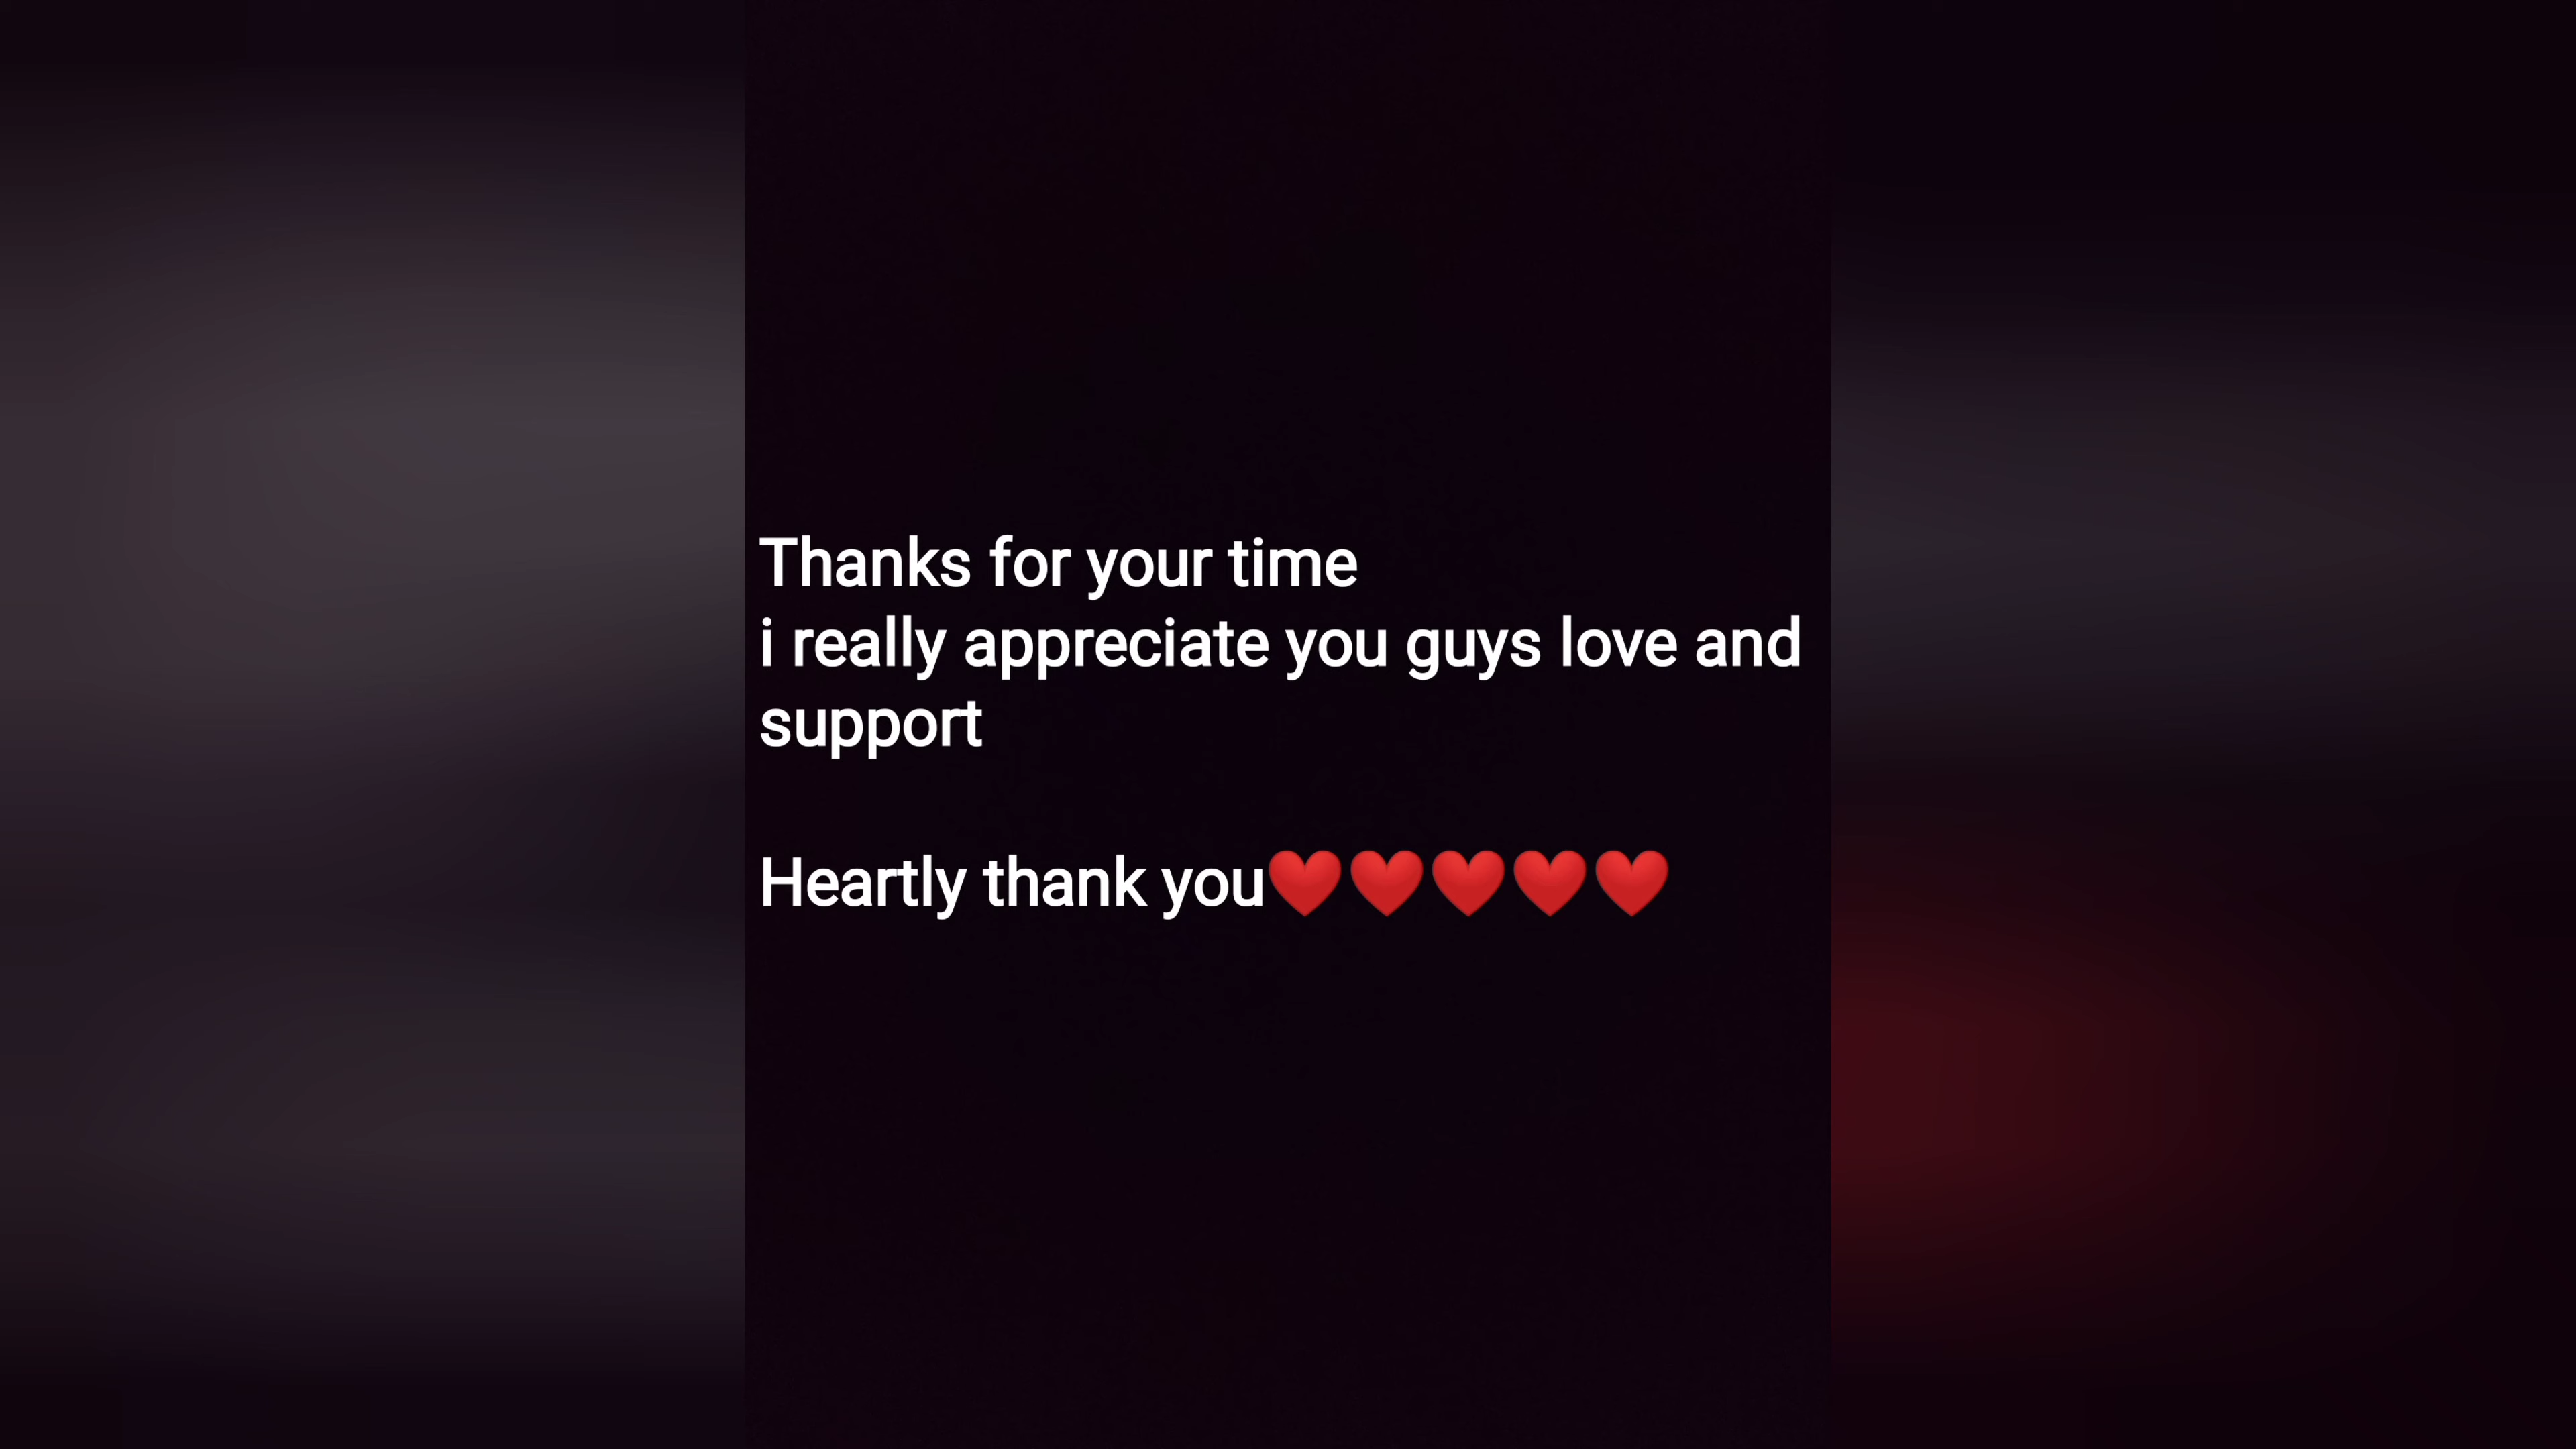 Thanks for your time
i really appreciate you guys love and
support
Heartly thank you❤️❤️❤️❤️❤️